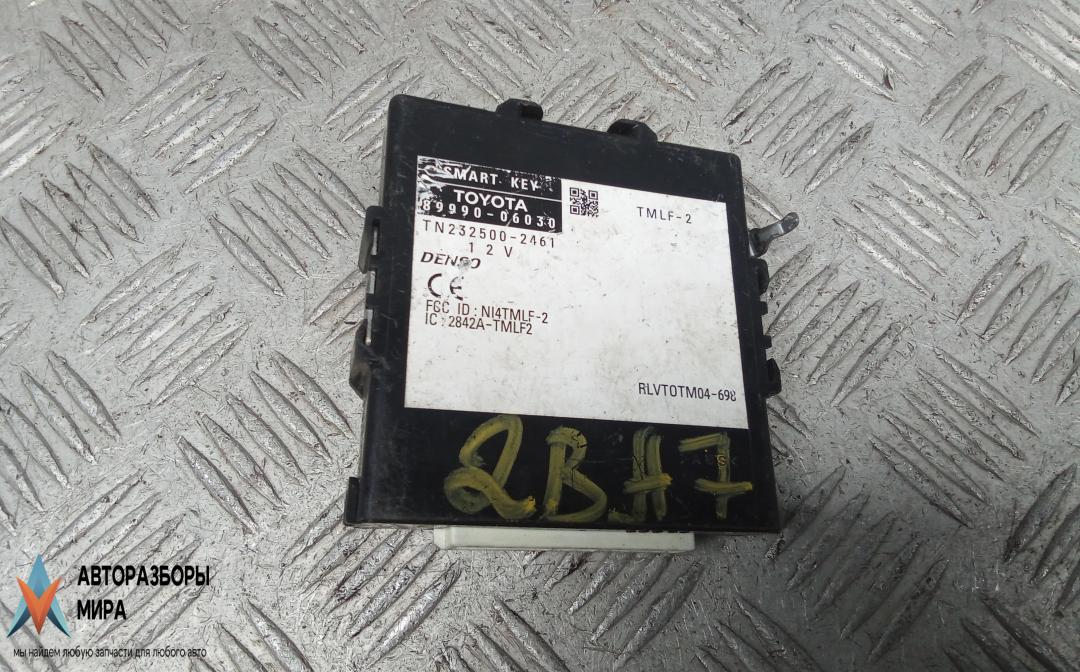 SMART KEY
TOYOTA
89990-06030
TN232500-2461
12V
DENSO
CE
FCC ID : NI4TMLF-2
IC : 2842A-TMLF2
TMLF-2
RLVTOTM04-698
2BH7
АВТОРАЗБОРЫ
МИРА
мы найдем любую запчасти для любого авто